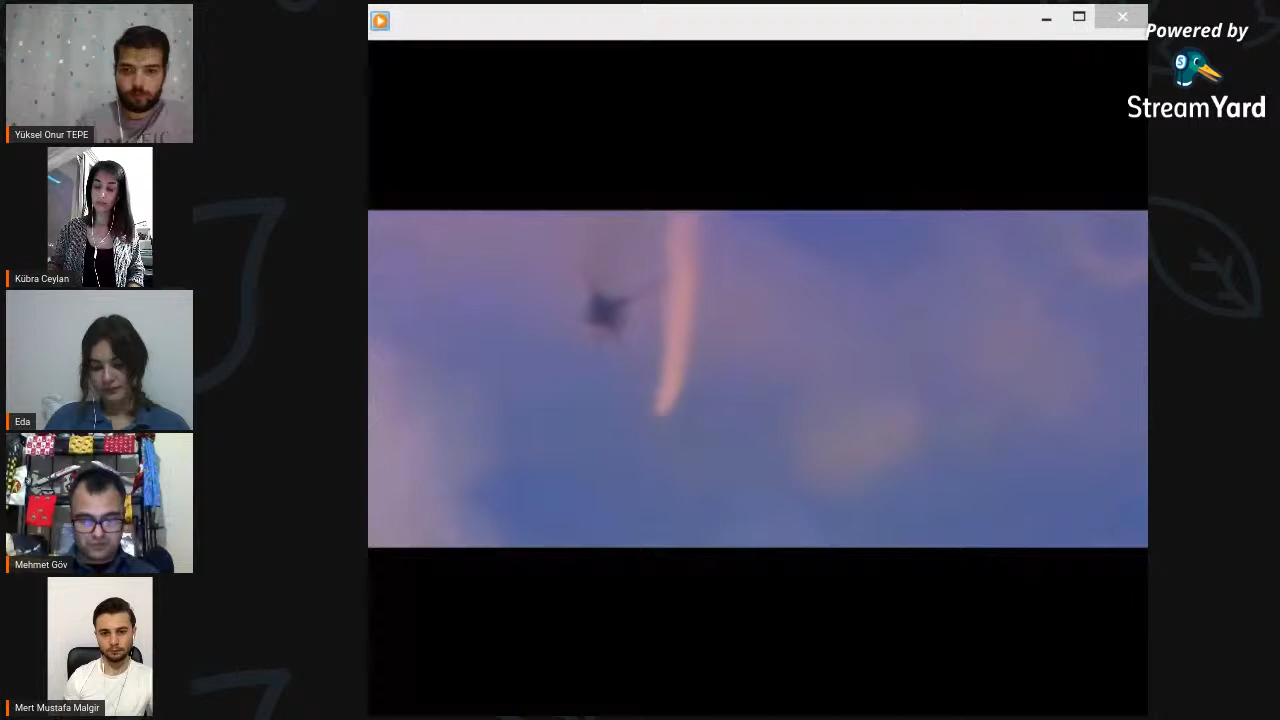 Powered by
StreamYard
Yüksel Onur TEPE
Kübra Ceylan
Eda
Mehmet Göv
Mert Mustafa Malgir